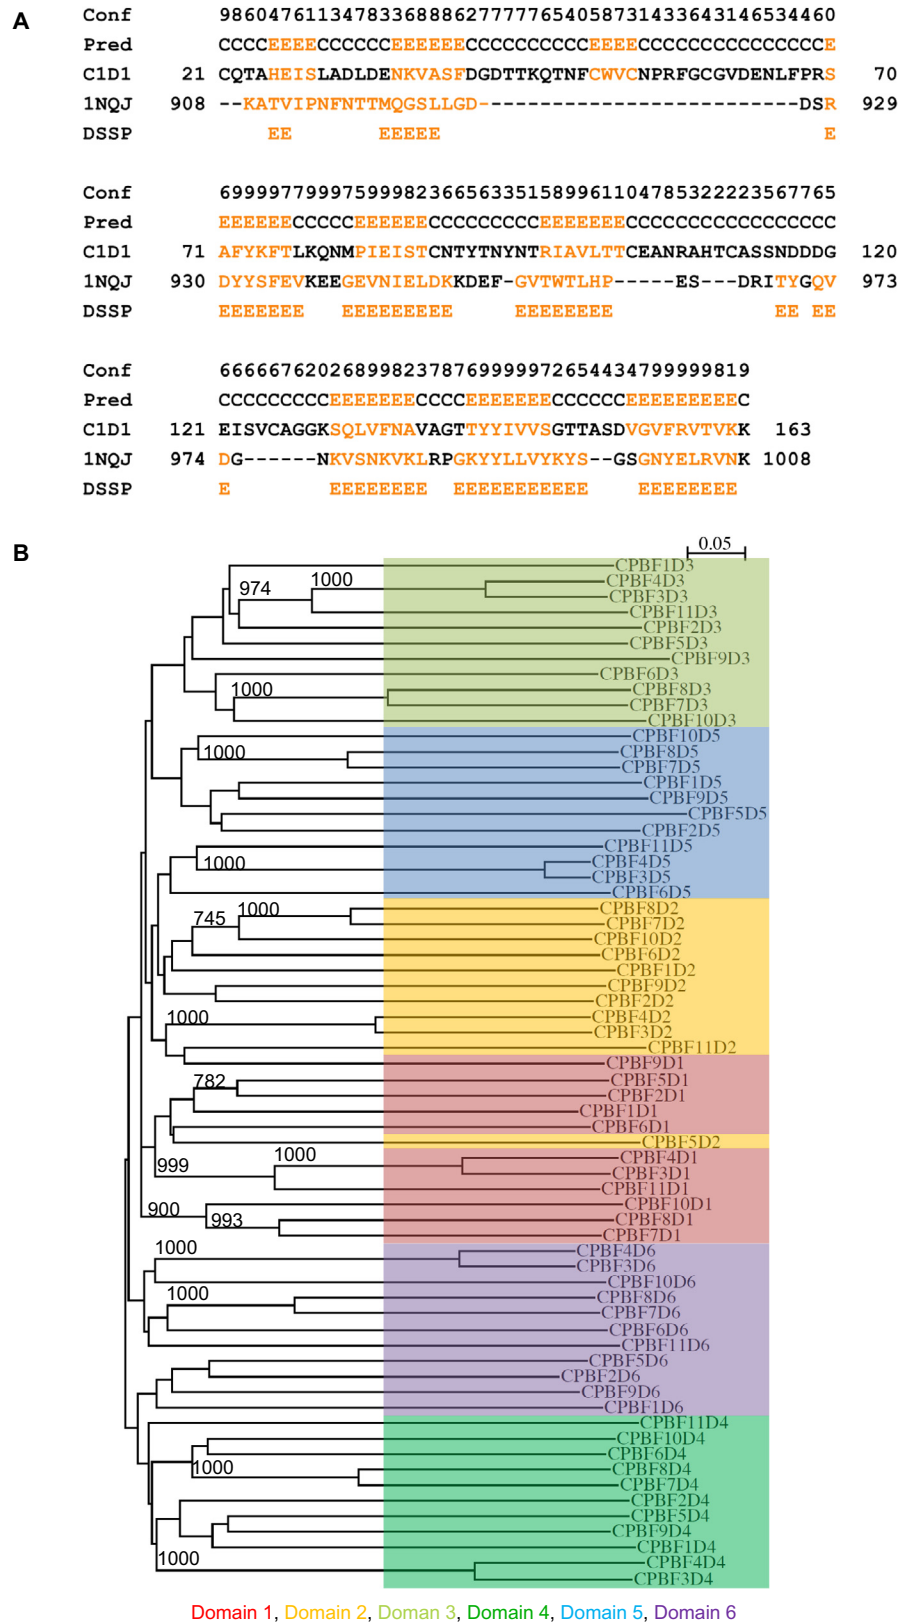 A
Conf 98604761134783368886277777765405873143364314653446​0
Pred CCCCEEEECCCCCCEEEEEECCCCCCCCCCEEEECCCCCCCCCCCCCCCE
C1D1 21 CQTAHEISLADLDENKVASFDGDTTKQTNFCWVCNPRFGCGVDENLFPRS 70
1NQJ 908 --KATVIPNFNTTMQGSLLGD--------------------------DSR 929
DSSP EE EEEEE E
Conf 69999779997599982366563351589961104785322223567765
Pred EEEEEECCCCCEEEEEECCCCCCCCCEEEEEEECCCCCCCCCCCCCCCCC
C1D1 71 AFYKFTLKQNMPIEISTCNTYTNYNTRIAVLTTCEANRAHTCASSNDDDG 120
1NQJ 930 DYYSFEVKEEGEVNIELDKKDEF-GVTWTLHP-----ES---DRITYGQV 973
DSSP EEEEEEE EEEEEEEEE EEEEEEEE EE EE
Conf 6666676202689982378769999997265443479999981​9
Pred CCCCCCCCCEEEEEEECCCCEEEEEEECCCCCCEEEEEEEEEC
C1D1 121 EISVCAGGKSQLVFNAVAGTTYYIVVSGTTASDVGVFRVTVKK 163
1NQJ 974 DG------NKVSNKVKLRPGKYYLLVYKYS--GSGNYELRVNK 1008
DSSP E EEEEEEEE EEEEEEEEEEE EEEEEEEE
B
0.05
CPBF1D3
1000
CPBF4D3
974
CPBF3D3
CPBF11D3
CPBF2D3
CPBF5D3
CPBF9D3
CPBF6D3
1000
CPBF8D3
CPBF7D3
CPBF10D3
CPBF10D5
1000
CPBF8D5
CPBF7D5
CPBF1D5
CPBF9D5
CPBF5D5
CPBF2D5
CPBF11D5
1000
CPBF4D5
CPBF3D5
CPBF6D5
1000
CPBF8D2
745
CPBF7D2
CPBF10D2
CPBF6D2
CPBF1D2
CPBF9D2
CPBF2D2
1000
CPBF4D2
CPBF3D2
CPBF11D2
CPBF9D1
782
CPBF5D1
CPBF2D1
CPBF1D1
CPBF6D1
CPBF5D2
1000
CPBF4D1
999
CPBF3D1
CPBF11D1
900
CPBF10D1
993
CPBF8D1
CPBF7D1
1000
CPBF4D6
CPBF3D6
CPBF10D6
1000
CPBF8D6
CPBF7D6
CPBF6D6
CPBF11D6
CPBF5D6
CPBF2D6
CPBF9D6
CPBF1D6
CPBF11D4
CPBF10D4
CPBF6D4
1000
CPBF8D4
CPBF7D4
CPBF2D4
CPBF5D4
CPBF9D4
CPBF1D4
1000
CPBF4D4
CPBF3D4
Domain 1, Domain 2, Doman 3, Domain 4, Domain 5, Domain 6